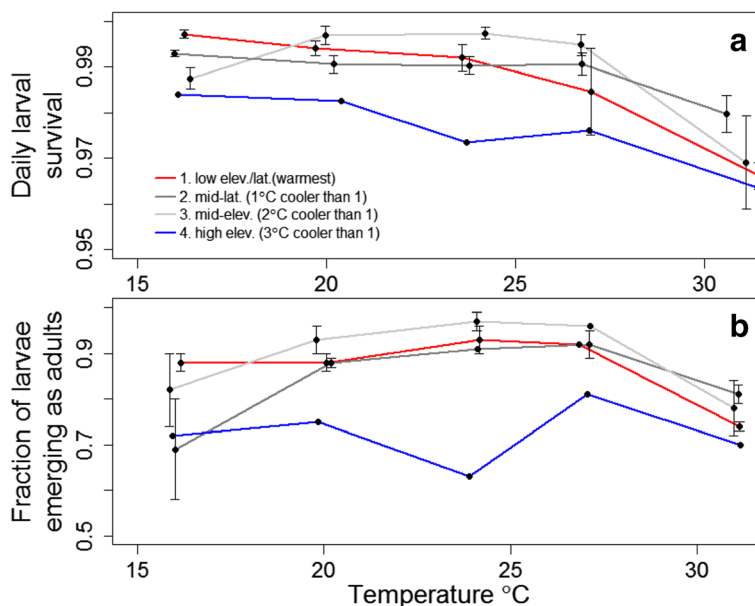 a
Daily larval
survival
0.99
0.97
0.95
1. low elev./lat.(warmest)
2. mid-lat. (1°C cooler than 1)
3. mid-elev. (2°C cooler than 1)
4. high elev. (3°C cooler than 1)
15 20 25 30
b
Fraction of larvae
emerging as adults
0.9
0.7
0.5
15 20 25 30
Temperature °C